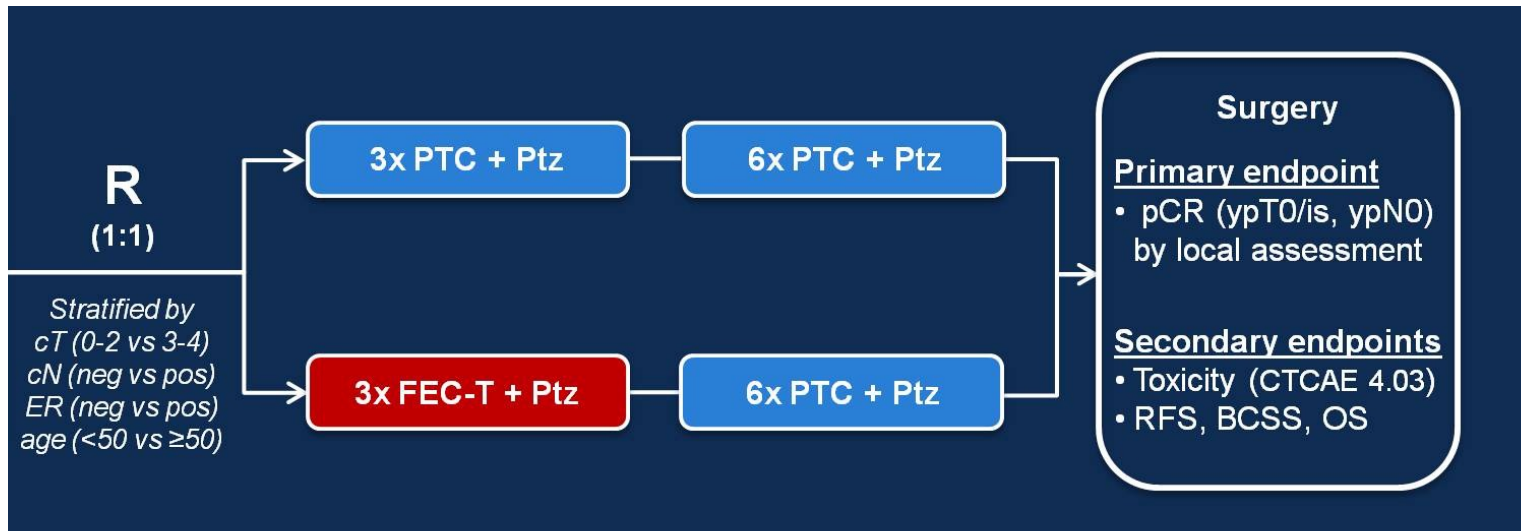 R
(1:1)
Stratified by
cT (0-2 vs 3-4)
cN (neg vs pos)
ER (neg vs pos)
age (<50 vs ≥50)
3x PTC + Ptz
6x PTC + Ptz
3x FEC-T + Ptz
6x PTC + Ptz
Surgery
Primary endpoint
• pCR (ypT0/is, ypN0)
by local assessment
Secondary endpoints
• Toxicity (CTCAE 4.03)
• RFS, BCSS, OS